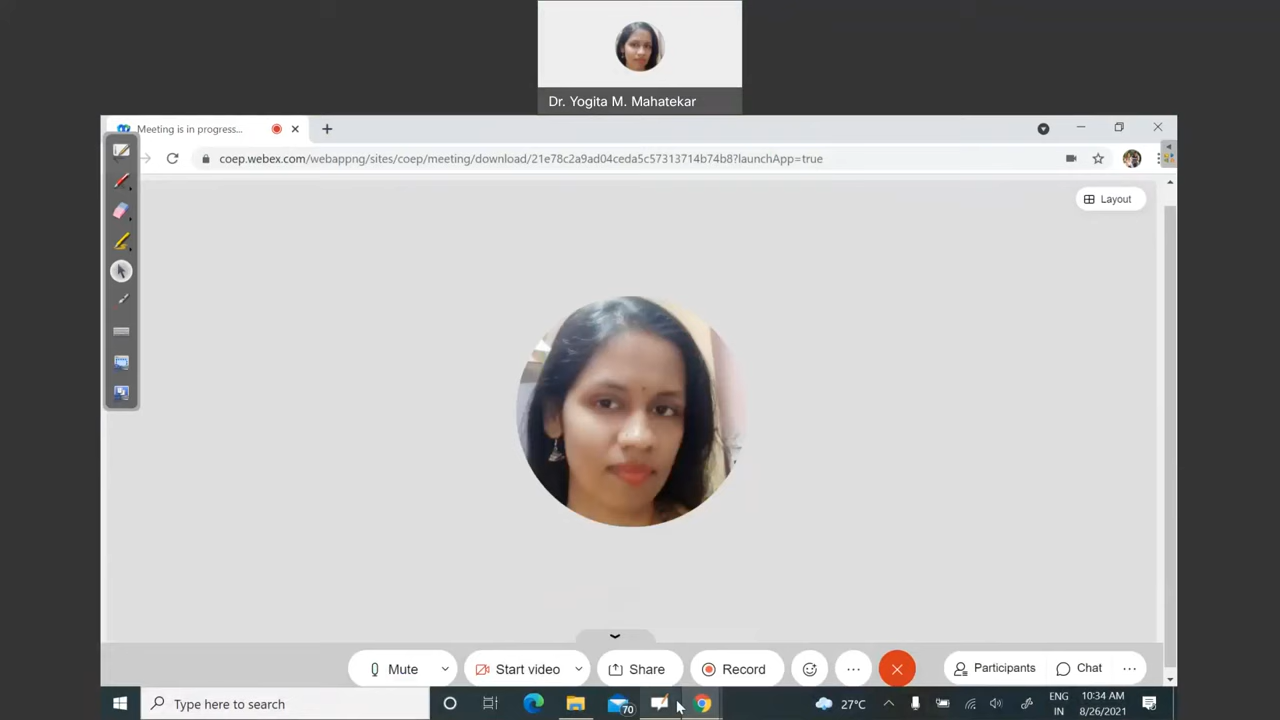 Dr. Yogita M. Mahatekar
Meeting is in progress...
coep.webex.com/webappng/sites/coep/meeting/download/21e78c2a9ad04ceda5c57313714b74b8?launchApp=true
Layout
Mute
Start video
Share
Record
Participants
Chat
Type here to search
70
27°C
ENG
IN
10:34 AM
8/26/2021